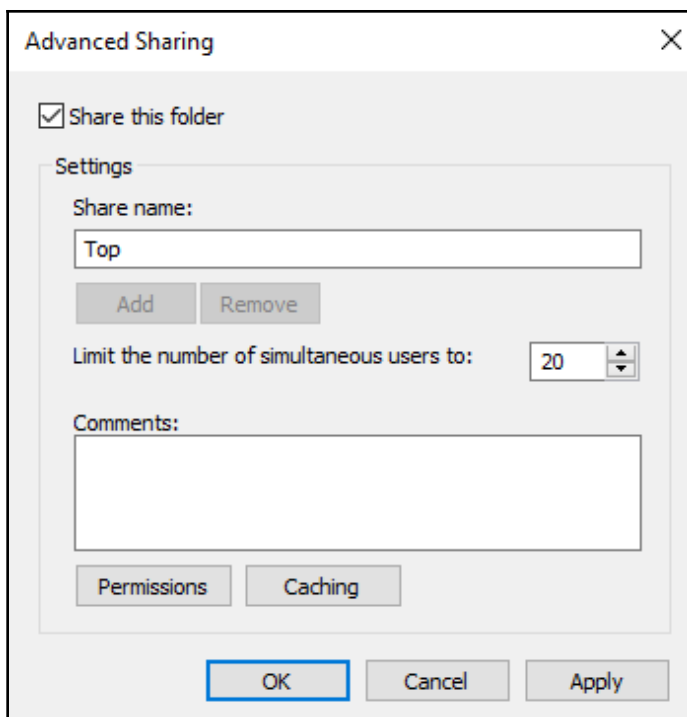 Advanced Sharing
Share this folder
Settings
Share name:
Top
Add Remove
Limit the number of simultaneous users to: 20
Comments:
Permissions Caching
OK Cancel Apply